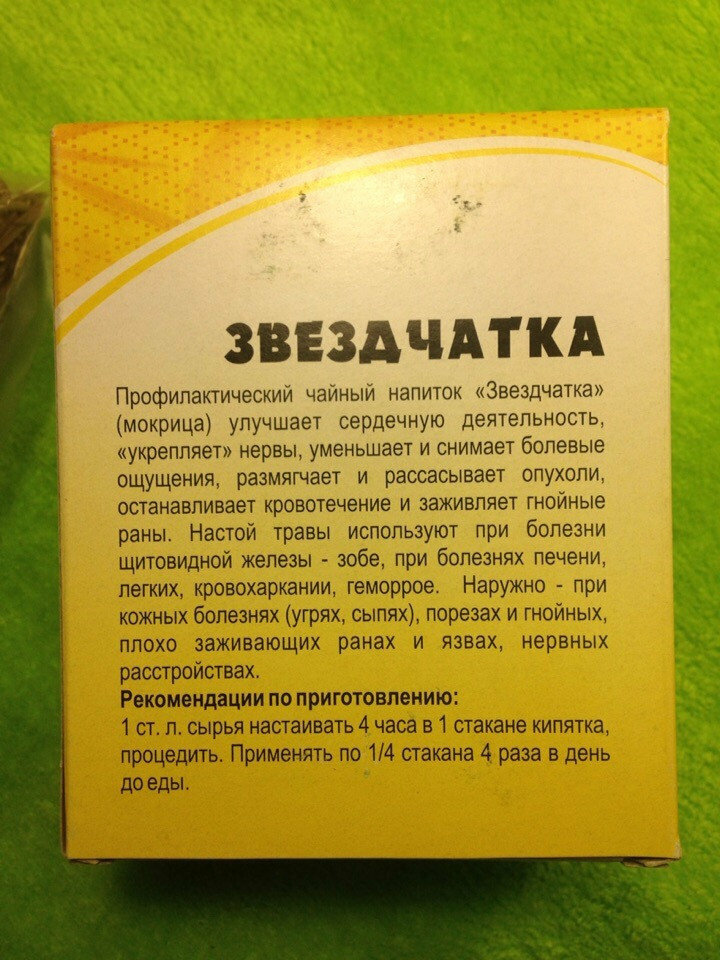 ЗВЕЗДЧАТКА
Профилактический чайный напиток «Звездчатка»
(мокрица) улучшает сердечную деятельность,
«укрепляет» нервы, уменьшает и снимает болевые
ощущения, размягчает и рассасывает опухоли,
останавливает кровотечение и заживляет гнойные
раны. Настой травы используют при болезни
щитовидной железы - зобе, при болезнях печени,
легких, кровохаркании, геморрое. Наружно - при
кожных болезнях (угрях, сыпях), порезах и гнойных,
плохо заживающих ранах и язвах, нервных
расстройствах.
Рекомендации по приготовлению:
1 ст. л. сырья настаивать 4 часа в 1 стакане кипятка,
процедить. Применять по 1/4 стакана 4 раза в день
до еды.